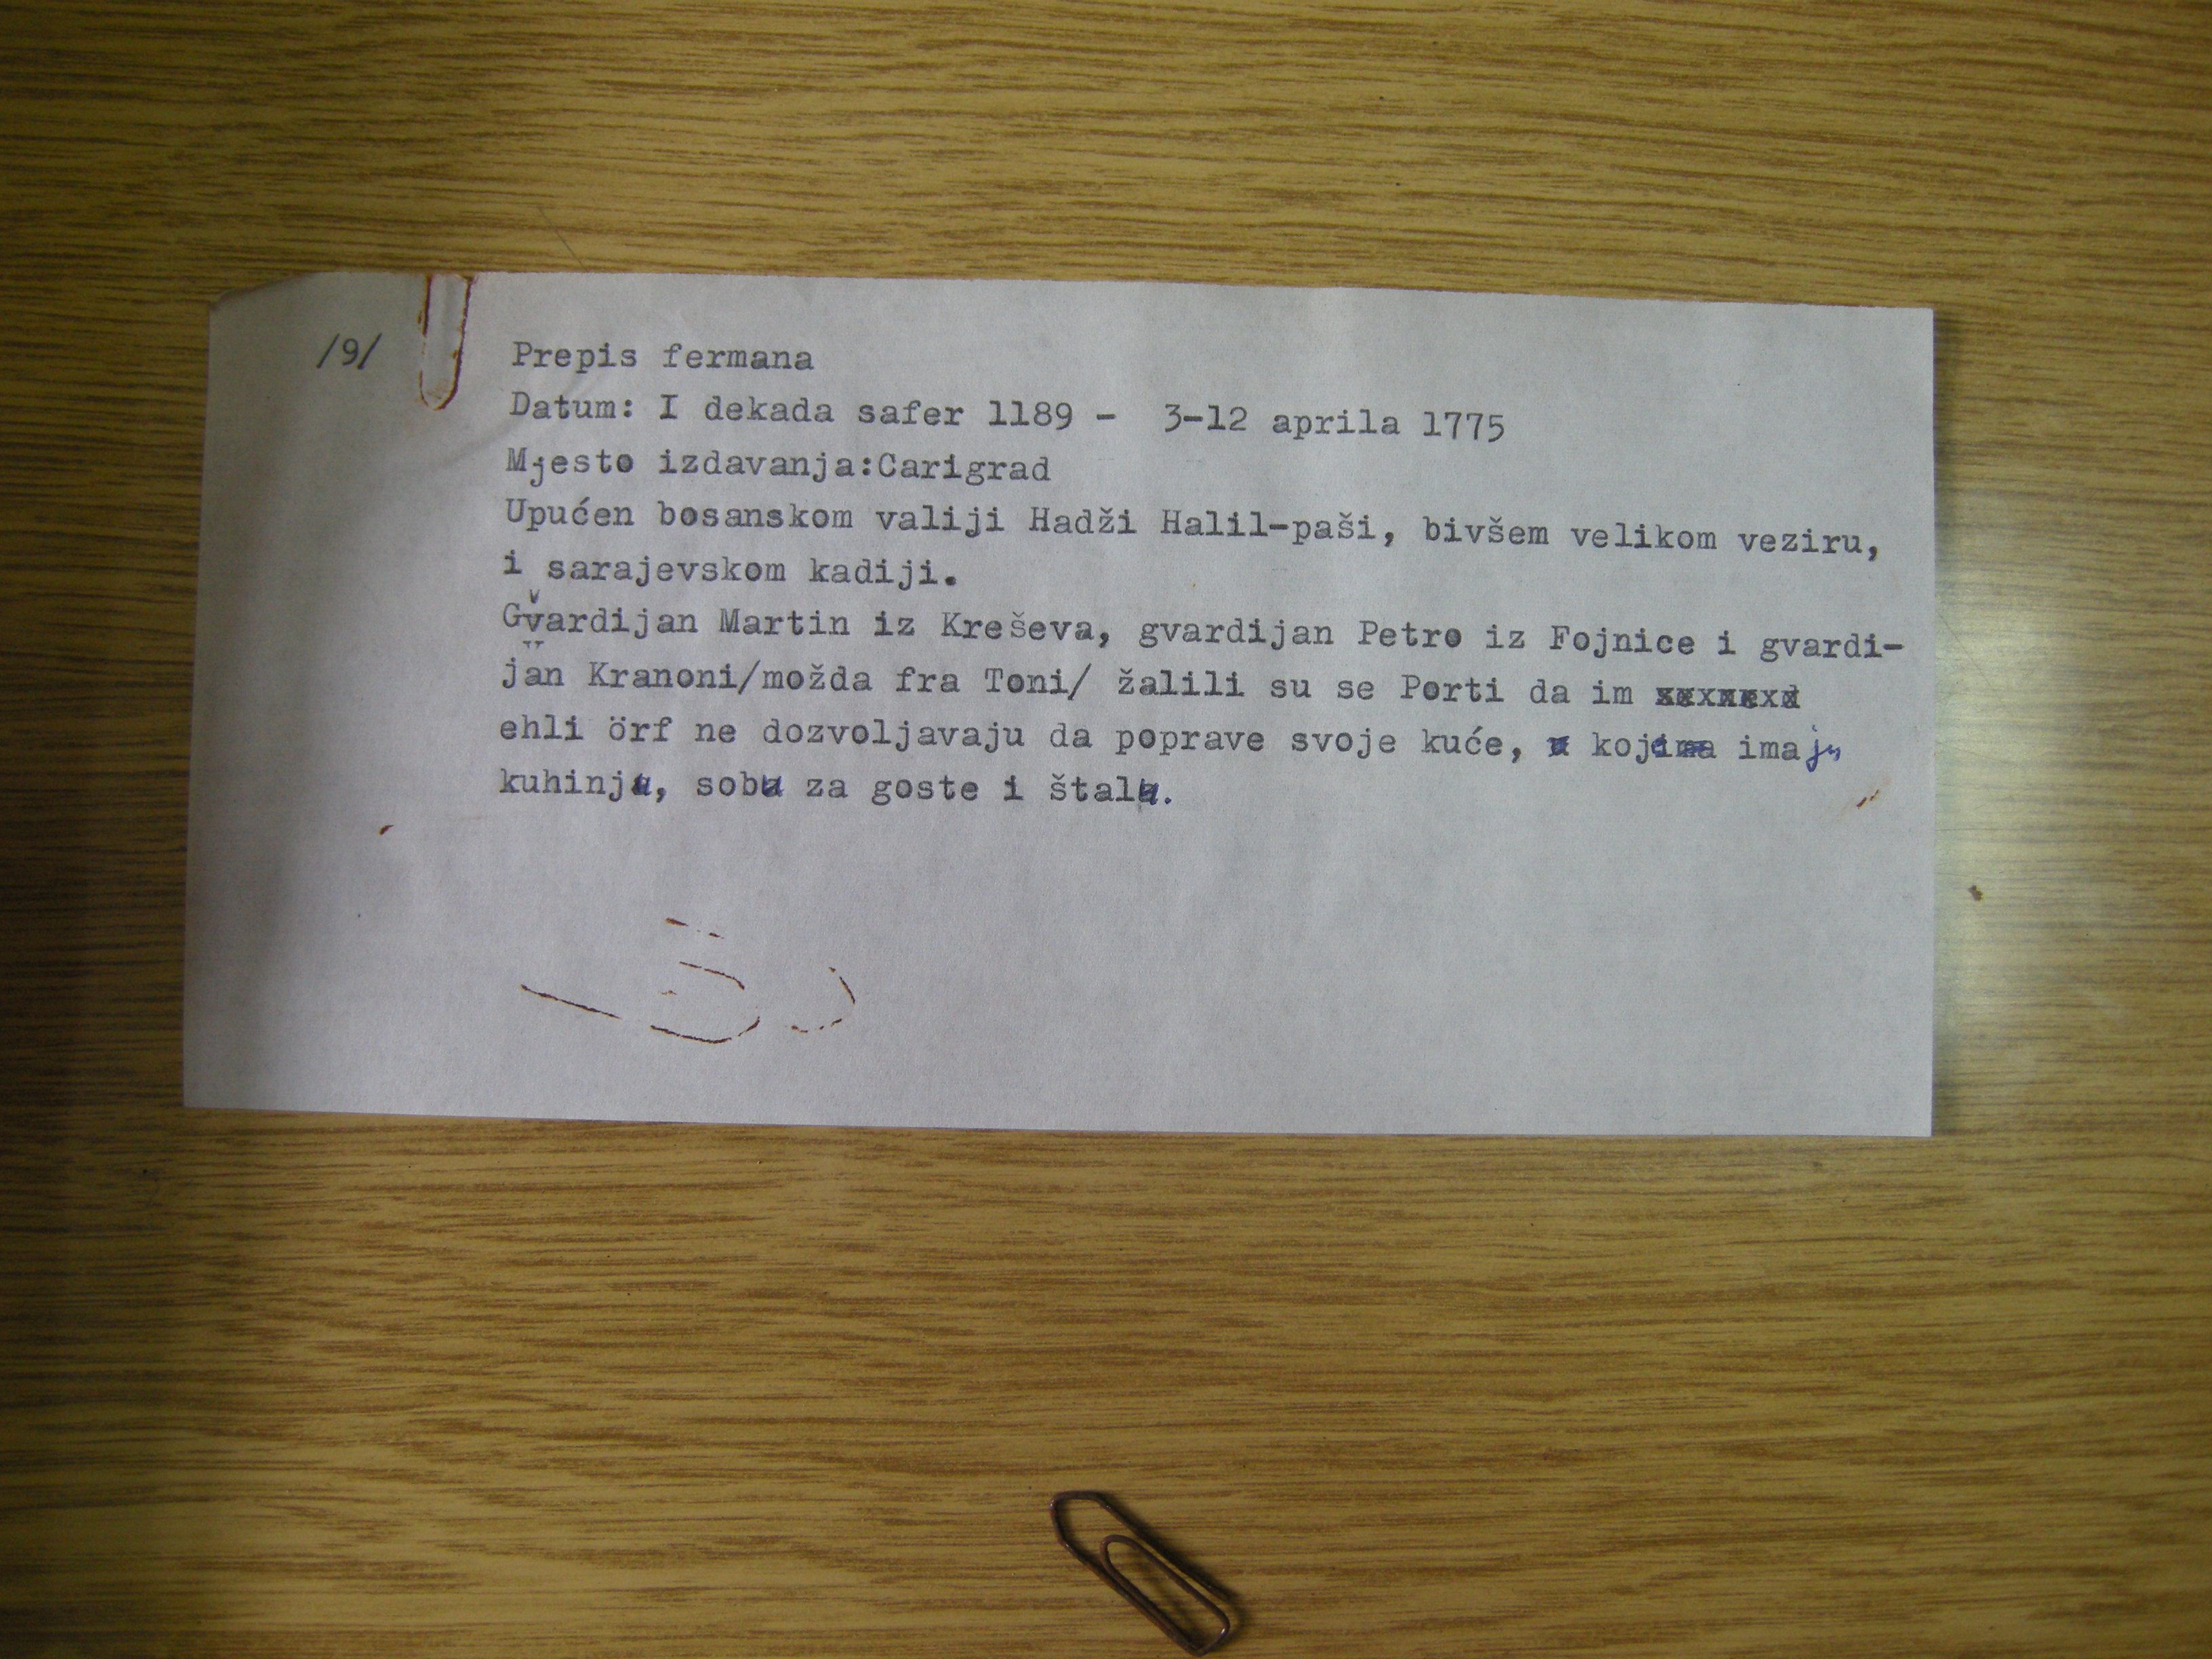 /9/ Prepis fermana
Datum: I dekada safer 1189 - 3-12 aprila 1775
Mjesto izdavanja:Carigrad
Upućen bosanskom valiji Hadži Halil-paši, bivšem velikom veziru,
i sarajevskom kadiji.
Gvardijan Martin iz Kreševa, gvardijan Petro iz Fojnice i gvardi-
jan Kranoni/možda fra Toni/ žalili su se Porti da im
ehli örf ne dozvoljavaju da poprave svoje kuće, koje imaju
kuhinju, sobu za goste i štalu.